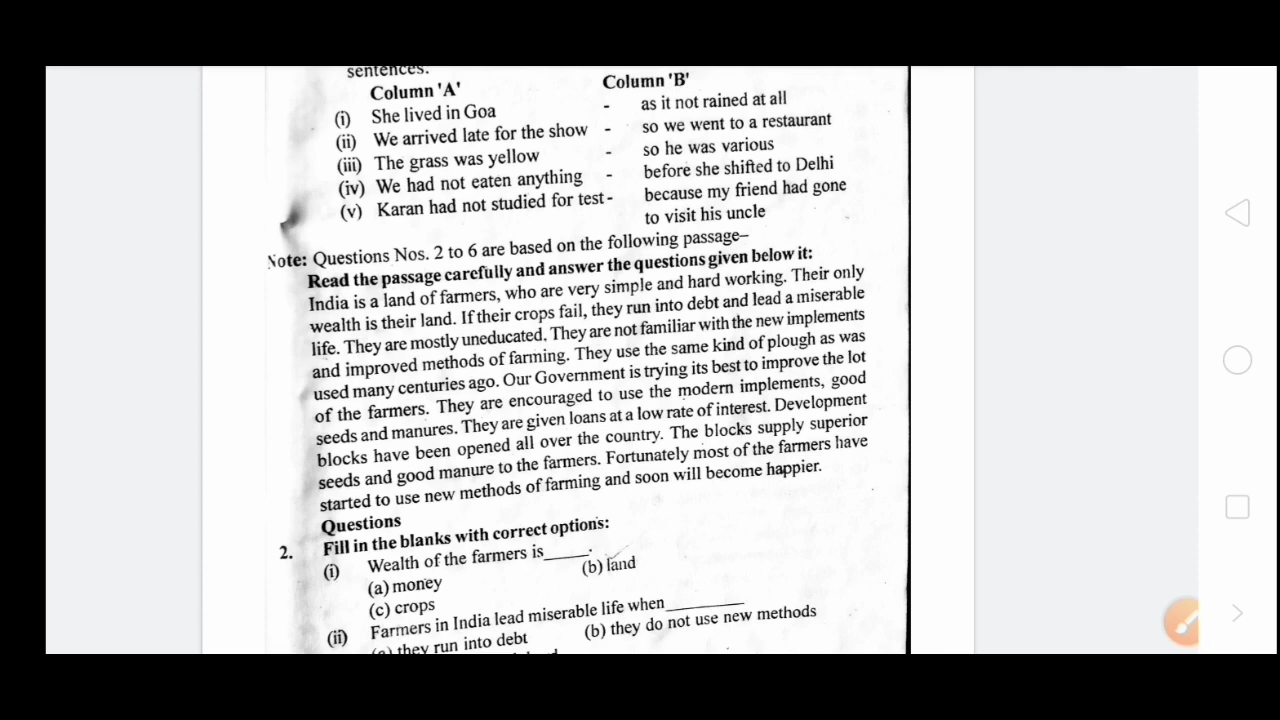 sentences.
Column 'A' Column 'B'
(i) She lived in Goa - as it not rained at all
(ii) We arrived late for the show - so we went to a restaurant
(iii) The grass was yellow - so he was various
(iv) We had not eaten anything - before she shifted to Delhi
(v) Karan had not studied for test - because my friend had gone
to visit his uncle
Note: Questions Nos. 2 to 6 are based on the following passage–
Read the passage carefully and answer the questions given below it:
India is a land of farmers, who are very simple and hard working. Their only
wealth is their land. If their crops fail, they run into debt and lead a miserable
life. They are mostly uneducated. They are not familiar with the new implements
and improved methods of farming. They use the same kind of plough as was
used many centuries ago. Our Government is trying its best to improve the lot
of the farmers. They are encouraged to use the modern implements, good
seeds and manures. They are given loans at a low rate of interest. Development
blocks have been opened all over the country. The blocks supply superior
seeds and good manure to the farmers. Fortunately most of the farmers have
started to use new methods of farming and soon will become happier.
Questions
2. Fill in the blanks with correct options:
(i) Wealth of the farmers is_____.
(a) money (b) land
(c) crops
(ii) Farmers in India lead miserable life when_________
(a) they run into debt (b) they do not use new methods